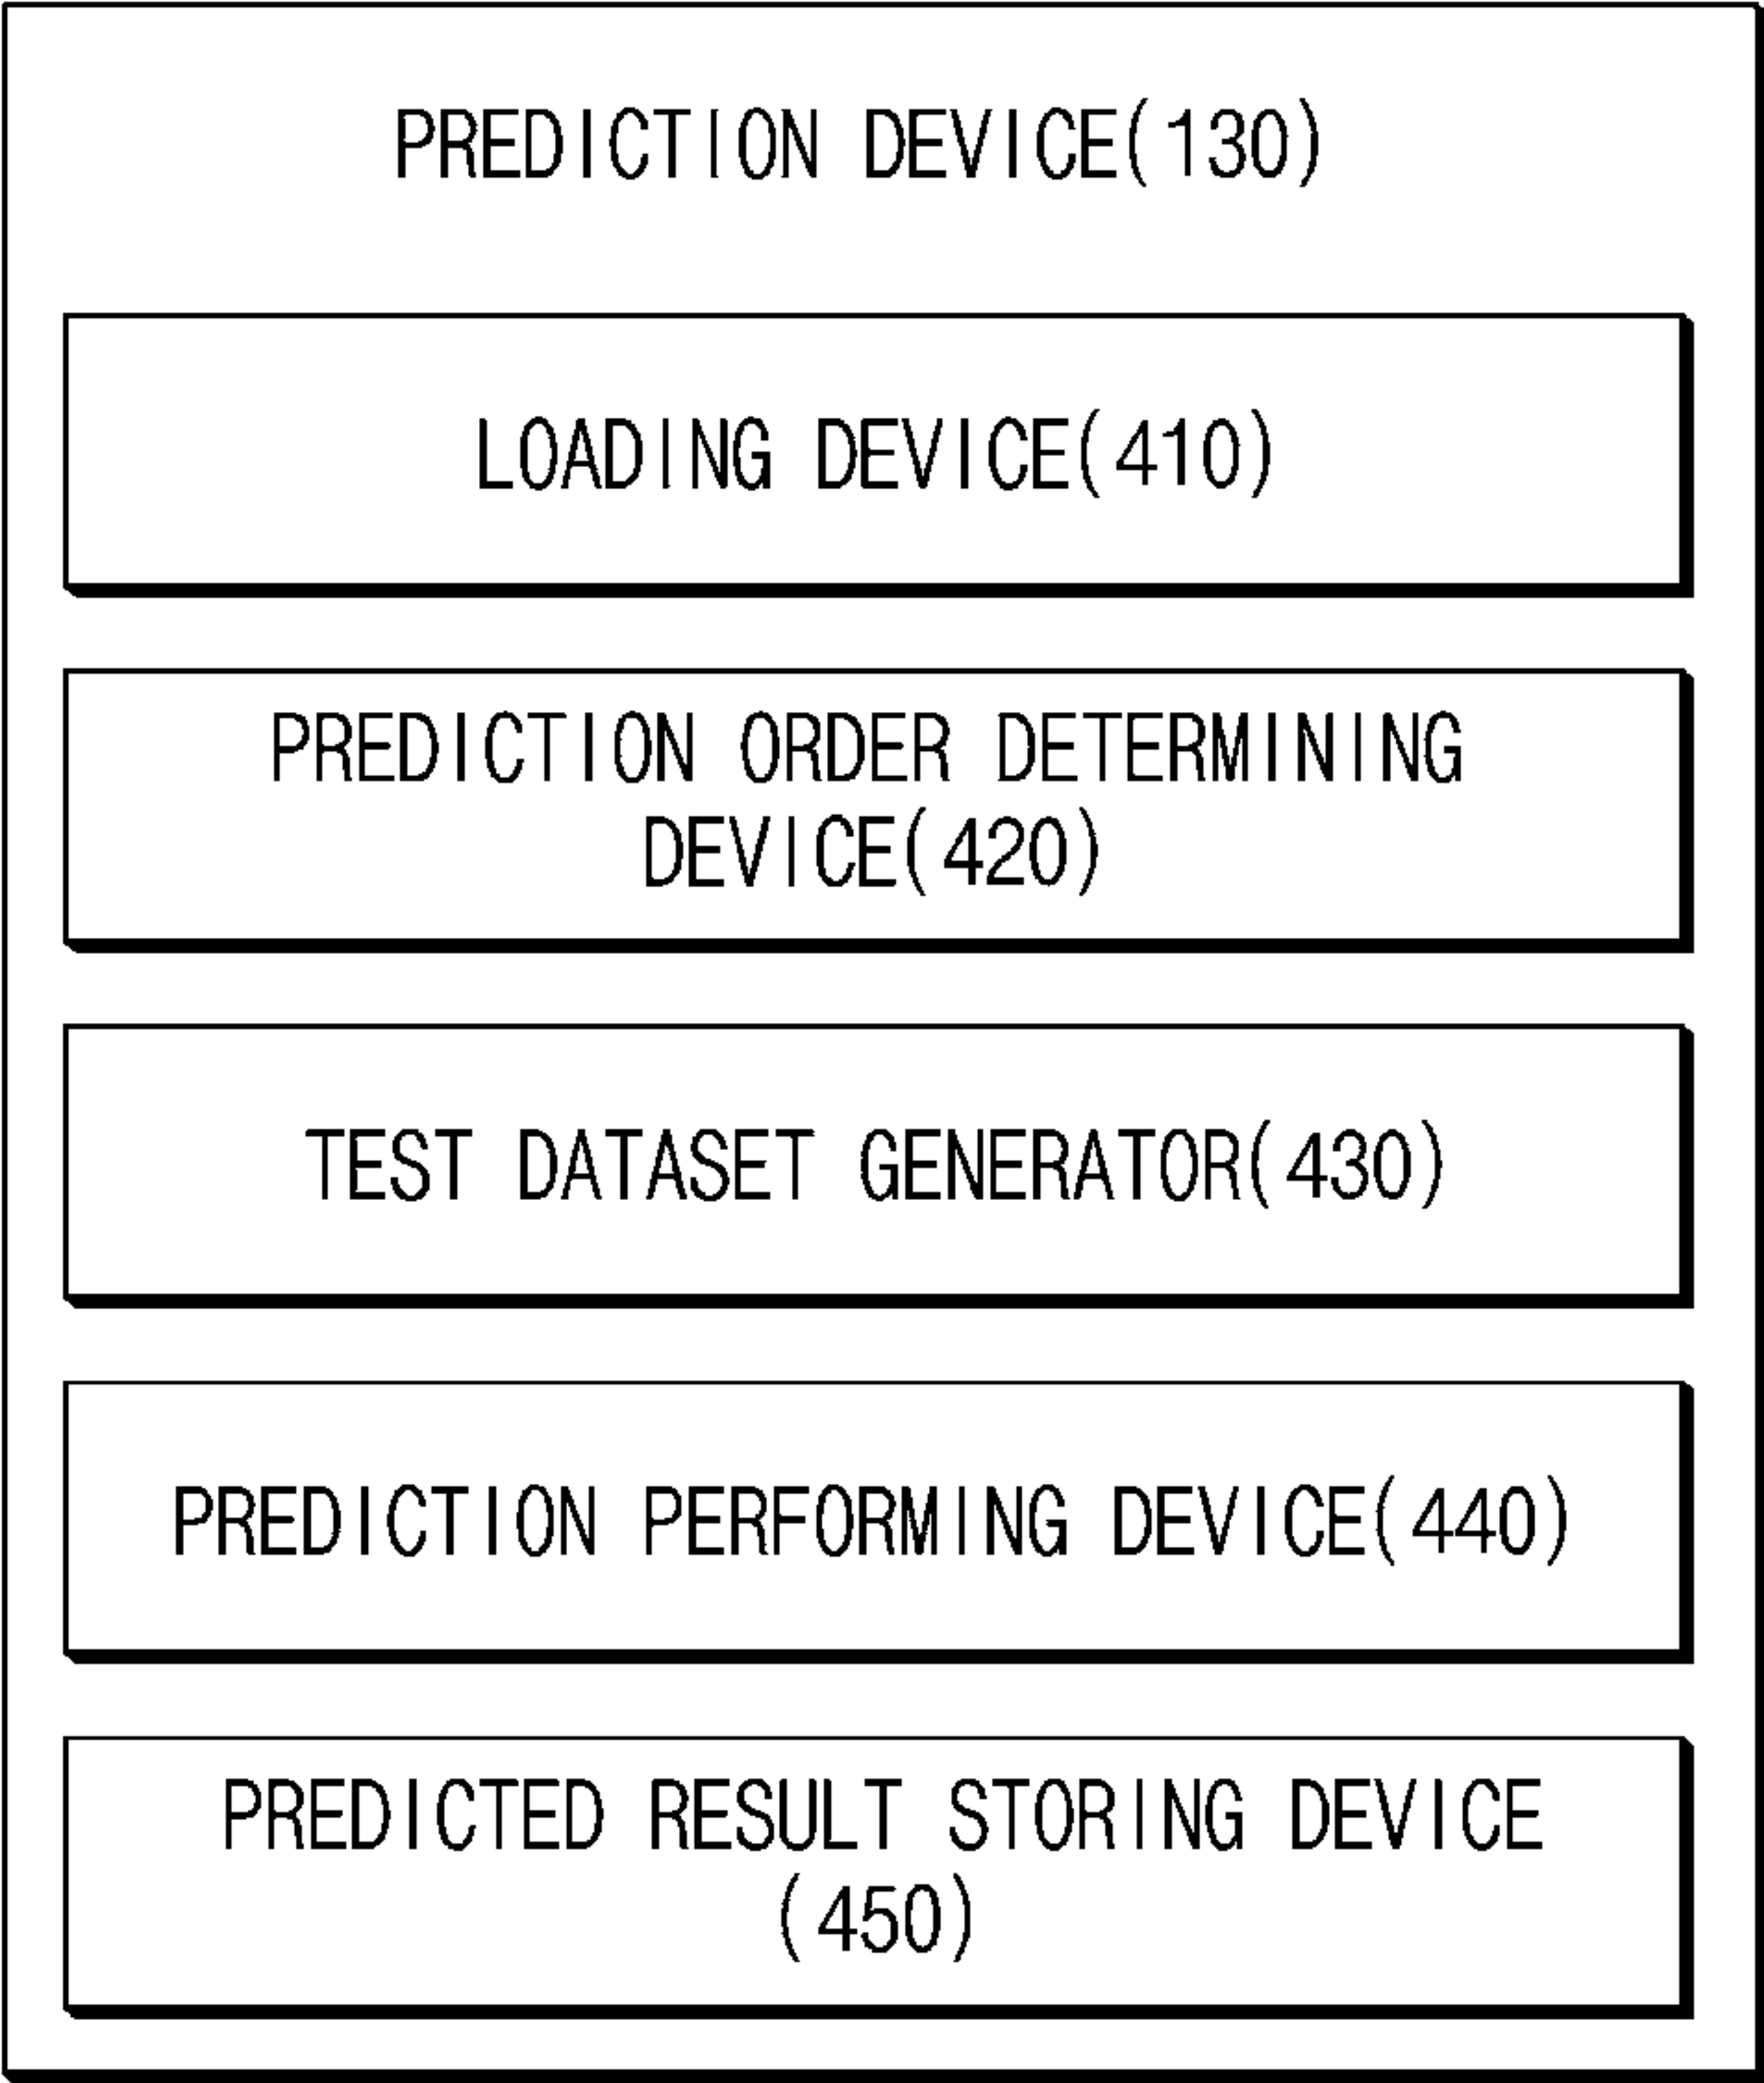 PREDICTION DEVICE(130)
LOADING DEVICE(410)
PREDICTION ORDER DETERMINING
DEVICE(420)
TEST DATASET GENERATOR(430)
PREDICTION PERFORMING DEVICE(440)
PREDICTED RESULT STORING DEVICE
(450)